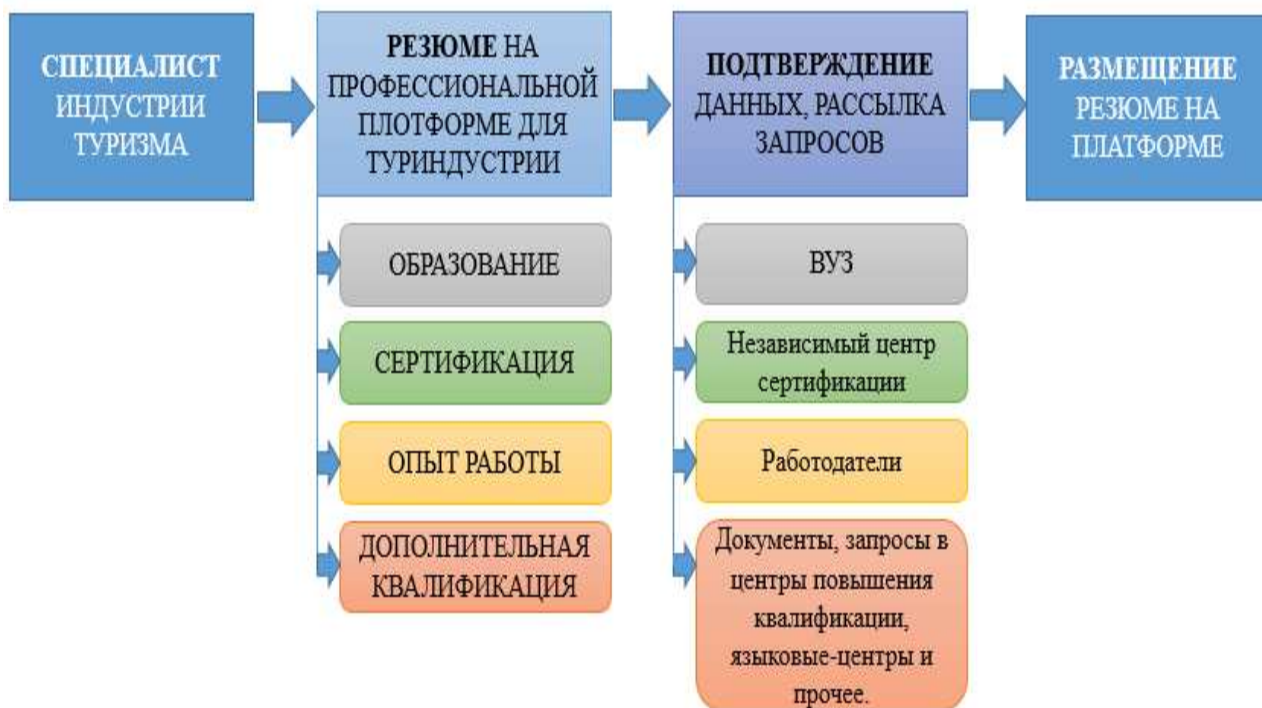 СПЕЦИАЛИСТ
ИНДУСТРИИ
ТУРИЗМА
РЕЗЮМЕ НА
ПРОФЕССИОНАЛЬНОЙ
ПЛОТФОРМЕ ДЛЯ
ТУРИНДУСТРИИ
ПОДТВЕРЖДЕНИЕ
ДАННЫХ, РАССЫЛКА
ЗАПРОСОВ
РАЗМЕЩЕНИЕ
РЕЗЮМЕ НА
ПЛАТФОРМЕ
ОБРАЗОВАНИЕ
СЕРТИФИКАЦИЯ
ОПЫТ РАБОТЫ
ДОПОЛНИТЕЛЬНАЯ
КВАЛИФИКАЦИЯ
ВУЗ
Независимый центр
сертификации
Работодатели
Документы, запросы в
центры повышения
квалификации,
языковые-центры и
прочее.